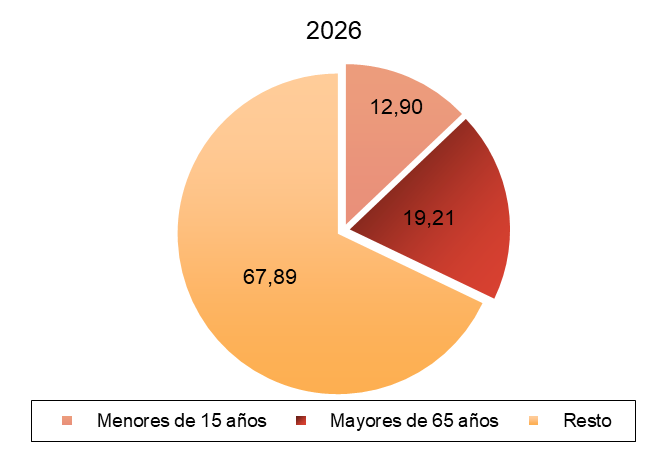 2026
12,90
19,21
67,89
Menores de 15 años Mayores de 65 años Resto